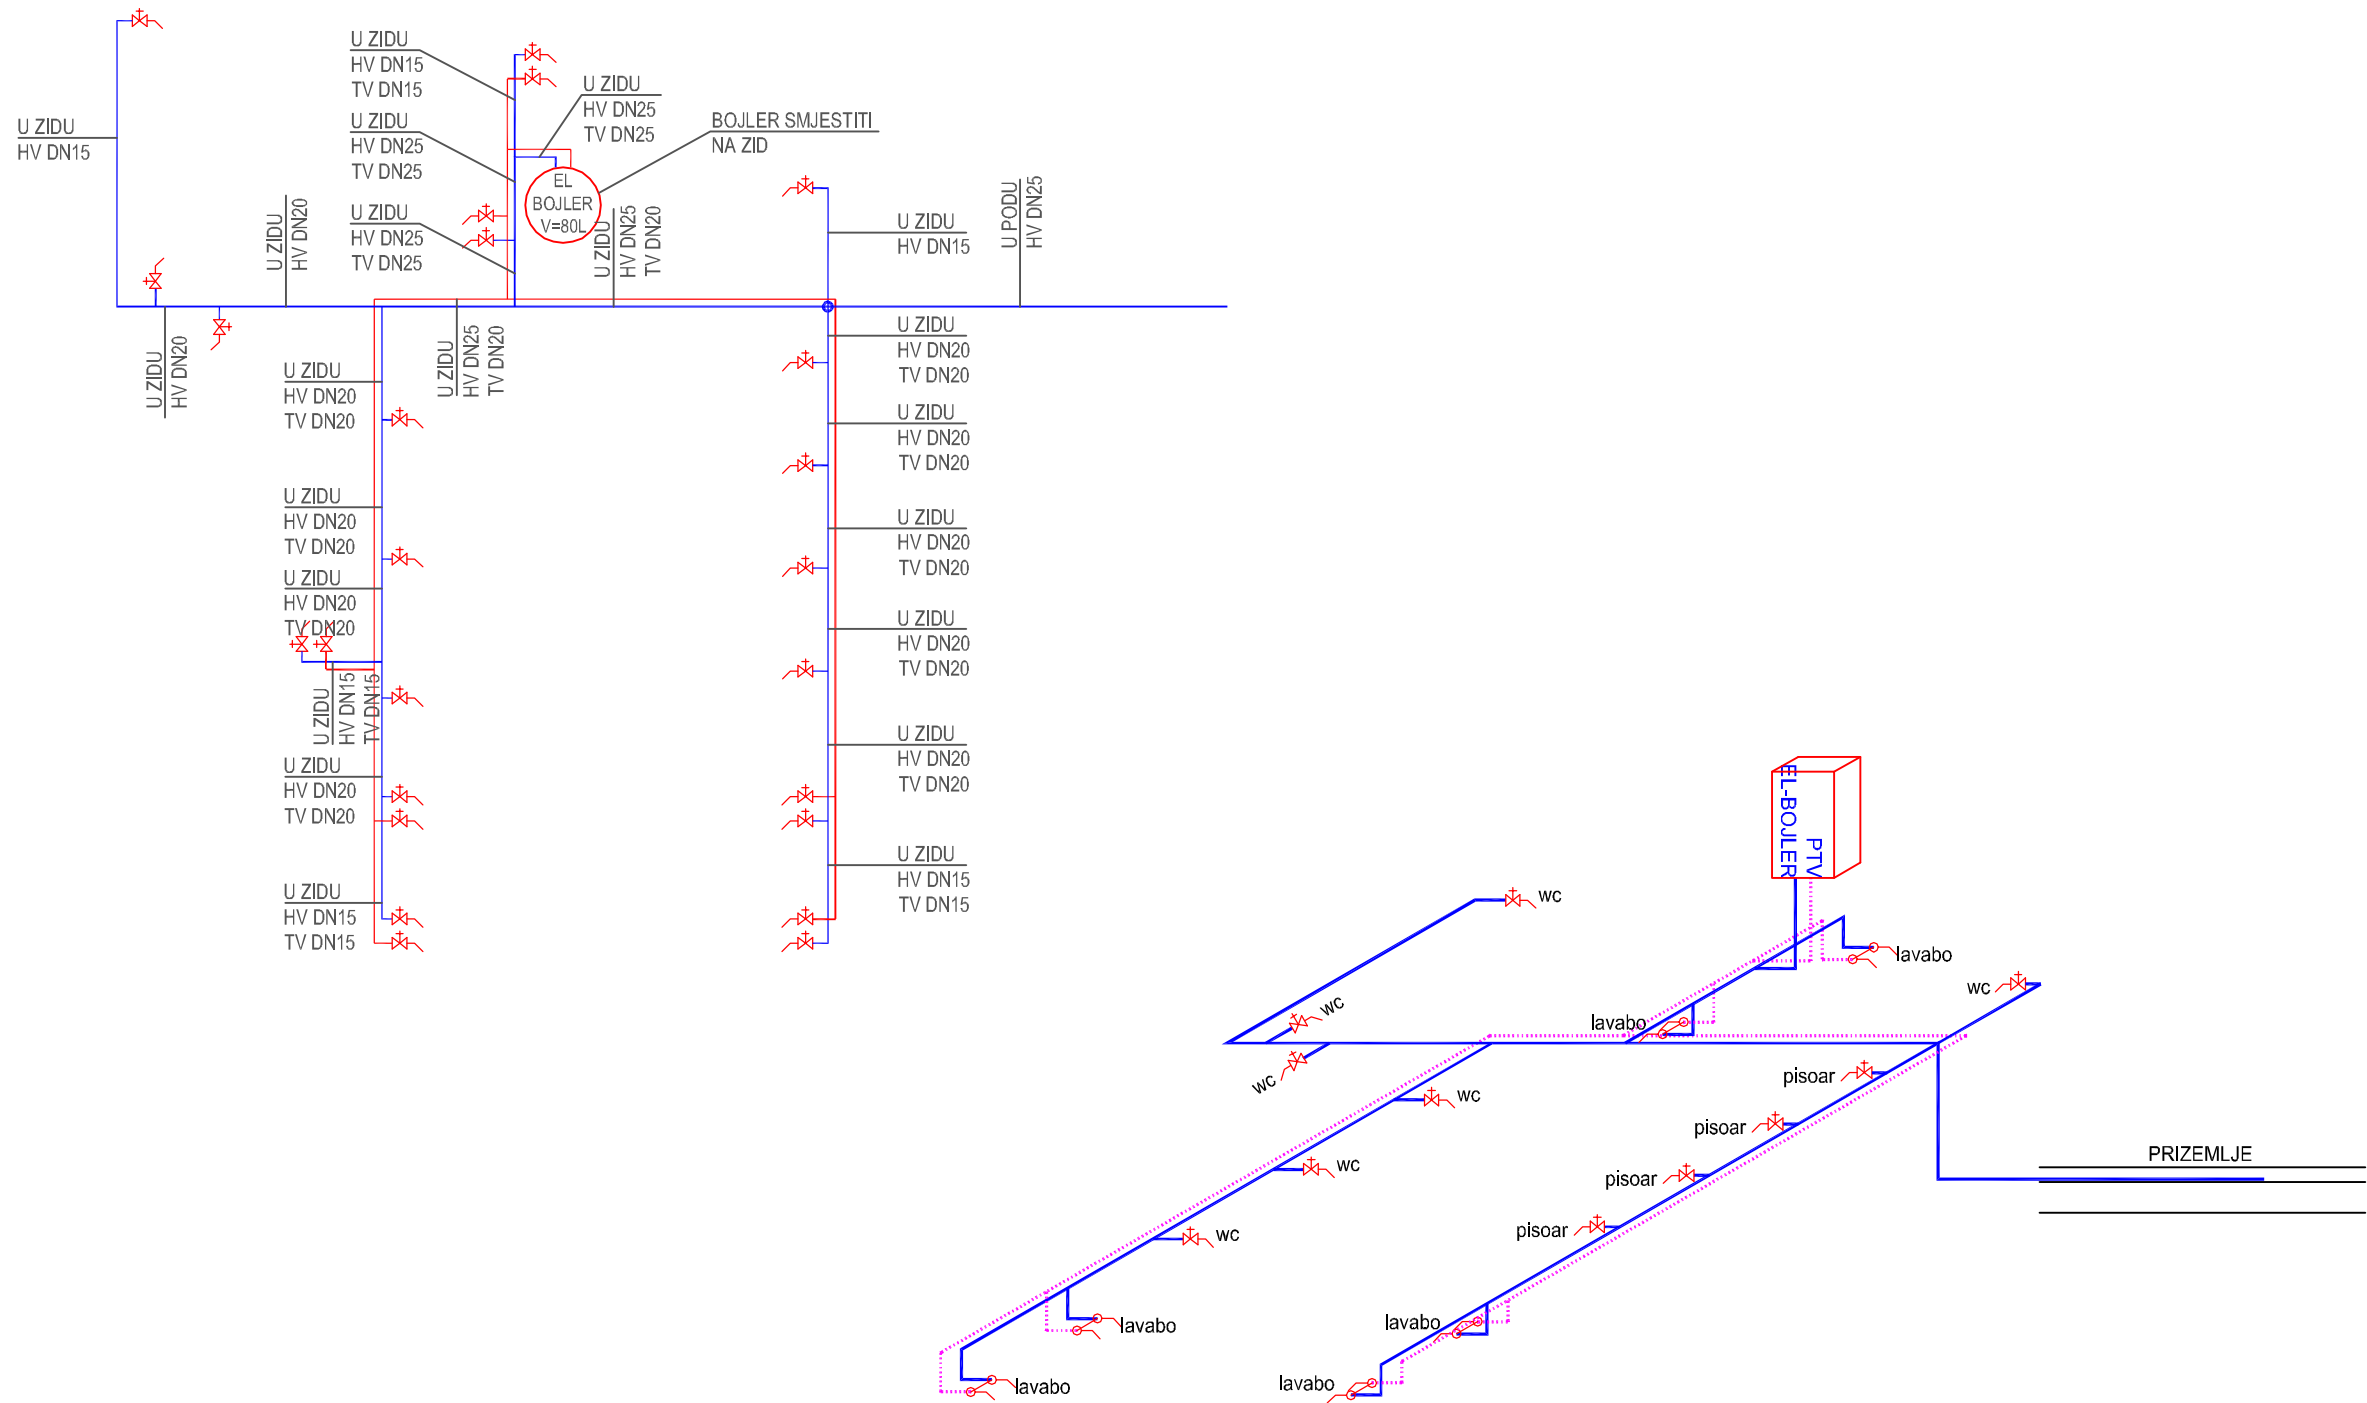 U ZIDU
HV DN15
TV DN15
U ZIDU
HV DN25
TV DN25
U ZIDU
HV DN15
U ZIDU
HV DN25
TV DN25
BOJLER SMJESTITI
NA ZID
EL
BOJLER
V=80L
U ZIDU
HV DN20
U ZIDU
HV DN25
TV DN25
U ZIDU
HV DN25
TV DN20
U ZIDU
HV DN15
U PODU
HV DN25
U ZIDU
HV DN20
U ZIDU
HV DN20
TV DN20
U ZIDU
HV DN25
TV DN20
U ZIDU
HV DN20
TV DN20
U ZIDU
HV DN20
TV DN20
U ZIDU
HV DN20
TV DN20
U ZIDU
HV DN20
TV DN20
U ZIDU
HV DN20
TV DN20
U ZIDU
HV DN20
TV DN20
U ZIDU
HV DN15
TV DN15
U ZIDU
HV DN20
TV DN20
U ZIDU
HV DN20
TV DN20
U ZIDU
HV DN15
TV DN15
U ZIDU
HV DN15
TV DN15
EL-BOJLER
PTV
wc
lavabo
wc
wc
lavabo
wc
wc
pisoar
wc
pisoar
PRIZEMLJE
wc
pisoar
wc
pisoar
lavabo
lavabo
lavabo
lavabo